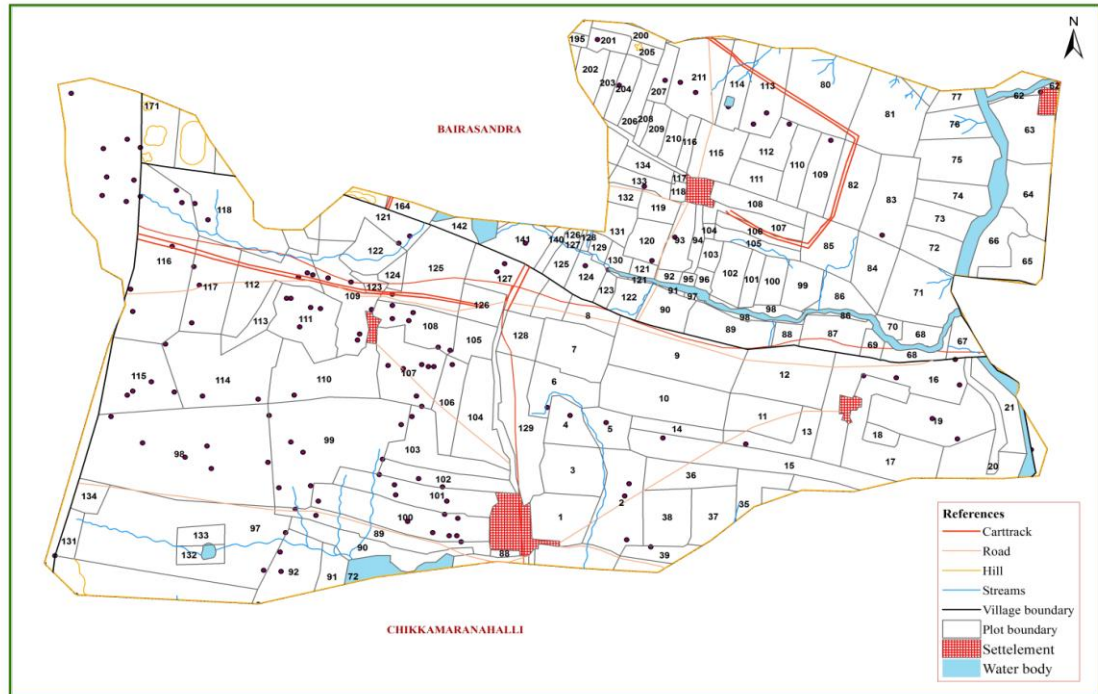 N
195 201 200
205
202 203 204 207 211 114 113 80 77 62 62
206 208 209 210 116 115 112 110 109 81 76 63
171
BAIRASANDRA
134 133 117 118 111 75
132 119 108 82 83 74 64
118 164 121 142 141 140 126 127 128 129 131 120 93 94 104 106 107 105 85 73 66
122 130 103 72 65
116 117 112 124 125 127 125 124 121 121 92 95 96 102 101 100 99 84 71
123 109 126 123 122 91 97 98 98 86 86
113 111 108 128 8 90 89 88 87 70 68 67
105 7 9 69 68
115 114 110 107 6 10 12 16 21
106 104 129 4 5 14 11 13 19
98 99 103 18
102 3 36 15 17 20
134 101 2
97 100 1 38 37 35
133 89
131 132 90 88 39
92 91 72
CHIKKAMARANAHALLI
References
Carttrack
Road
Hill
Streams
Village boundary
Plot boundary
Settelement
Water body